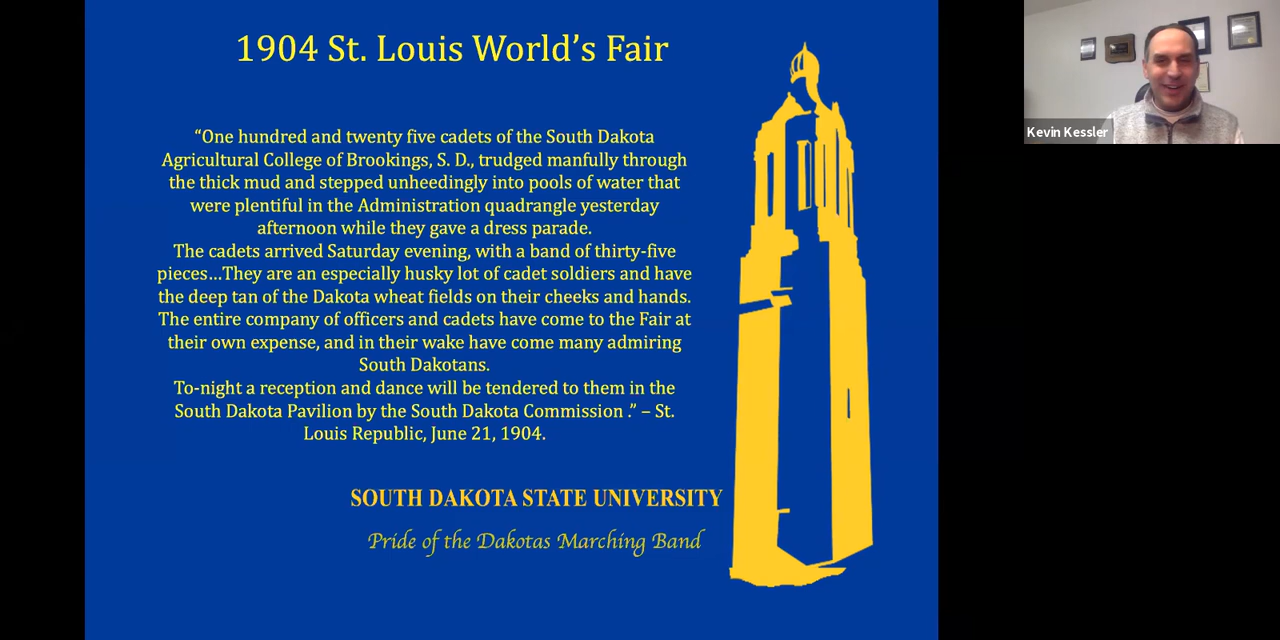 1904 St. Louis World's Fair
Kevin Kessler
“One hundred and twenty five cadets of the South Dakota
Agricultural College of Brookings, S. D., trudged manfully through
the thick mud and stepped unheedingly into pools of water that
were plentiful in the Administration quadrangle yesterday
afternoon while they gave a dress parade.
The cadets arrived Saturday evening, with a band of thirty-five
pieces…They are an especially husky lot of cadet soldiers and have
the deep tan of the Dakota wheat fields on their cheeks and hands.
The entire company of officers and cadets have come to the Fair at
their own expense, and in their wake have come many admiring
South Dakotans.
To-night a reception and dance will be tendered to them in the
South Dakota Pavilion by the South Dakota Commission .” – St.
Louis Republic, June 21, 1904.
SOUTH DAKOTA STATE UNIVERSITY
Pride of the Dakotas Marching Band